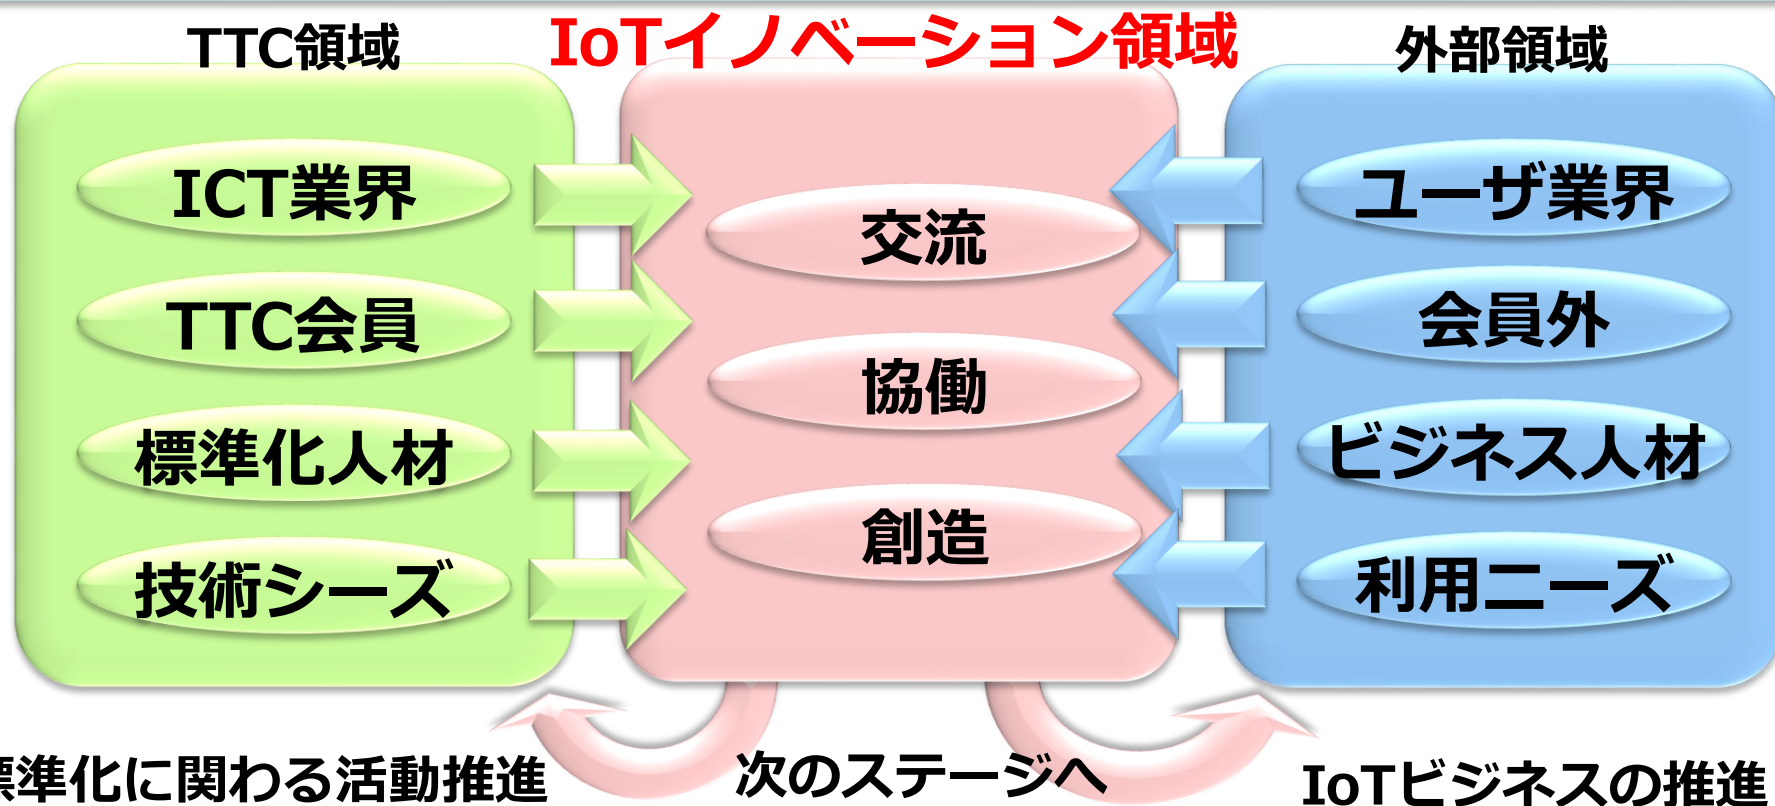 TTC領域
IoTイノベーション領域
外部領域
ICT業界
TTC会員
標準化人材
技術シーズ
交流
協働
創造
ユーザ業界
会員外
ビジネス人材
利用ニーズ
標準化に関わる活動推進
次のステージへ
IoTビジネスの推進